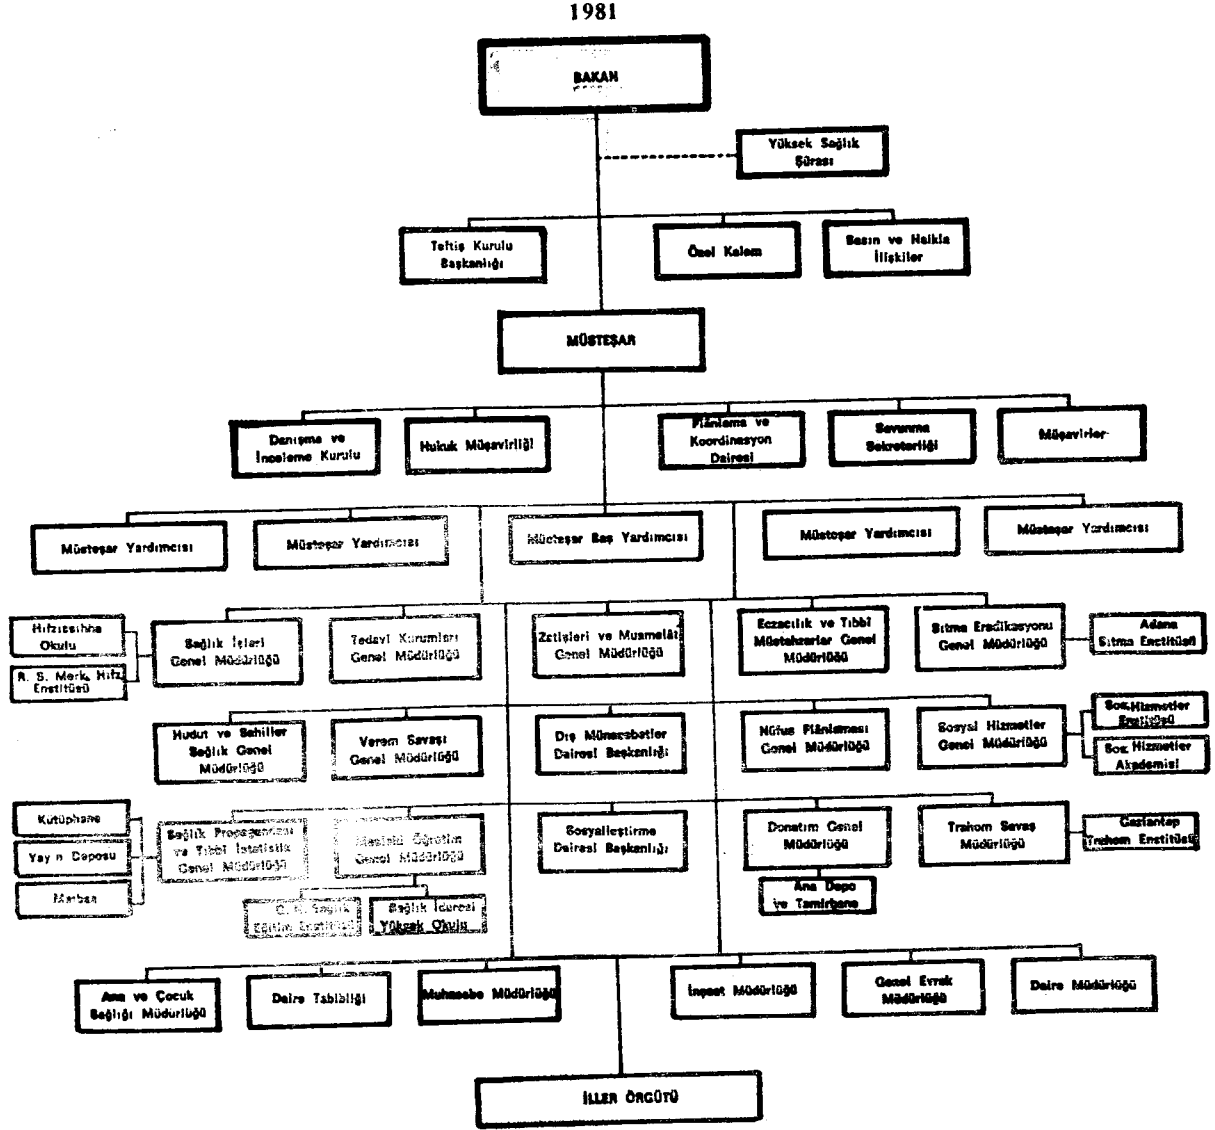 1981
BAKAN
Yüksek Sağlık
Şûrası
Teftiş Kurulu
Başkanlığı
Özel Kalem
Basın ve Halkla
İlişkiler
MÜSTEŞAR
Danışma ve
İnceleme Kurulu
Hukuk Müşavirliği
Plânlama ve
Koordinasyon
Dairesi
Savunma
Sekreterliği
Müşavirler
Müsteşar Yardımcısı
Müsteşar Yardımcısı
Müsteşar Baş Yardımcısı
Müsteşar Yardımcısı
Müsteşar Yardımcısı
Hıfzıssıhha
Okulu
R. S. Merk. Hıfz
Enstitüsü
Sağlık İşleri
Genel Müdürlüğü
Tedavi Kurumları
Genel Müdürlüğü
Zatişleri ve Muamelât
Genel Müdürlüğü
Eczacılık ve Tıbbî
Müstahzarlar Genel
Müdürlüğü
Sıtma Eradikasyonu
Genel Müdürlüğü
Adana
Sıtma Enstitüsü
Hudut ve Sahiller
Sağlık Genel
Müdürlüğü
Verem Savaşı
Genel Müdürlüğü
Dış Münasebetler
Dairesi Başkanlığı
Nüfus Plânlaması
Genel Müdürlüğü
Sosyal Hizmetler
Genel Müdürlüğü
Sos. Hizmetler
Enstitüsü
Sos. Hizmetler
Akademisi
Kütüphane
Yayın Deposu
Matbaa
Sağlık Propagandası
ve Tıbbî İstatistik
Genel Müdürlüğü
Mesleki Öğretim
Genel Müdürlüğü
Sağlık
Eğitim Enstitüsü
Sağlık İdaresi
Yüksek Okulu
Sosyalleştirme
Dairesi Başkanlığı
Donatım Genel
Müdürlüğü
Ana Depo
ve Tamirhane
Trahom Savaş
Müdürlüğü
Gaziantep
Trahom Enstitüsü
Ana ve Çocuk
Sağlığı Müdürlüğü
Daire Tabibliği
Muhasebe Müdürlüğü
İnşaat Müdürlüğü
Genel Evrak
Müdürlüğü
Daire Müdürlüğü
İLLER ÖRGÜTÜ